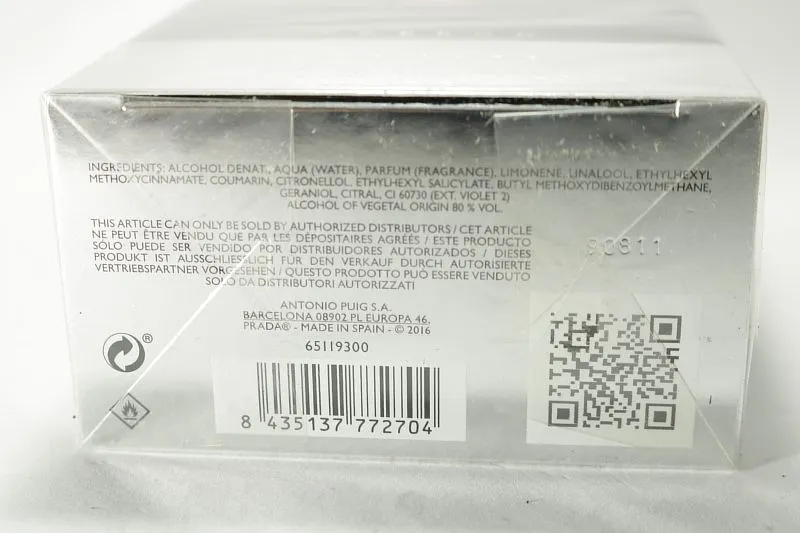 INGREDIENTS: ALCOHOL DENAT., AQUA (WATER), PARFUM (FRAGRANCE), LIMONENE, LINALOOL, ETHYLHEXYL
METHOXYCINNAMATE, COUMARIN, CITRONELLOL, ETHYLHEXYL SALICYLATE, BUTYL METHOXYDIBENZOYLMETHANE,
GERANIOL, CITRAL, CI 60730 (EXT. VIOLET 2)
ALCOHOL OF VEGETAL ORIGIN 80 % VOL.
THIS ARTICLE CAN ONLY BE SOLD BY AUTHORIZED DISTRIBUTORS / CET ARTICLE
NE PEUT ÊTRE VENDU QUE PAR LES DÉPOSITAIRES AGRÉÉS / ESTE PRODUCTO
SÓLO PUEDE SER VENDIDO POR DISTRIBUIDORES AUTORIZADOS / DIESES
PRODUKT IST AUSSCHLIESSLICH FÜR DEN VERKAUF DURCH AUTORISIERTE
VERTRIEBSPARTNER VORGESEHEN / QUESTO PRODOTTO PUÒ ESSERE VENDUTO
SOLO DA DISTRIBUTORI AUTORIZZATI
80811
ANTONIO PUIG S.A.
BARCELONA 08902 PL EUROPA 46.
PRADA® - MADE IN SPAIN - © 2016
65119300
®
8 435137 772704